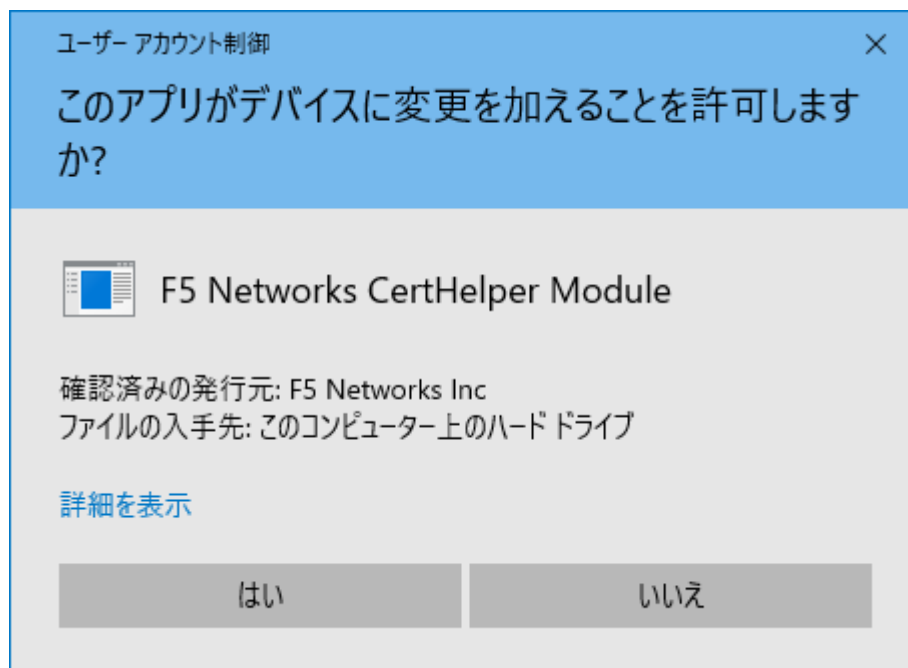 ユーザー アカウント制御
このアプリがデバイスに変更を加えることを許可します
か?
F5 Networks CertHelper Module
確認済みの発行元: F5 Networks Inc
ファイルの入手先: このコンピューター上のハード ドライブ
詳細を表示
はい
いいえ